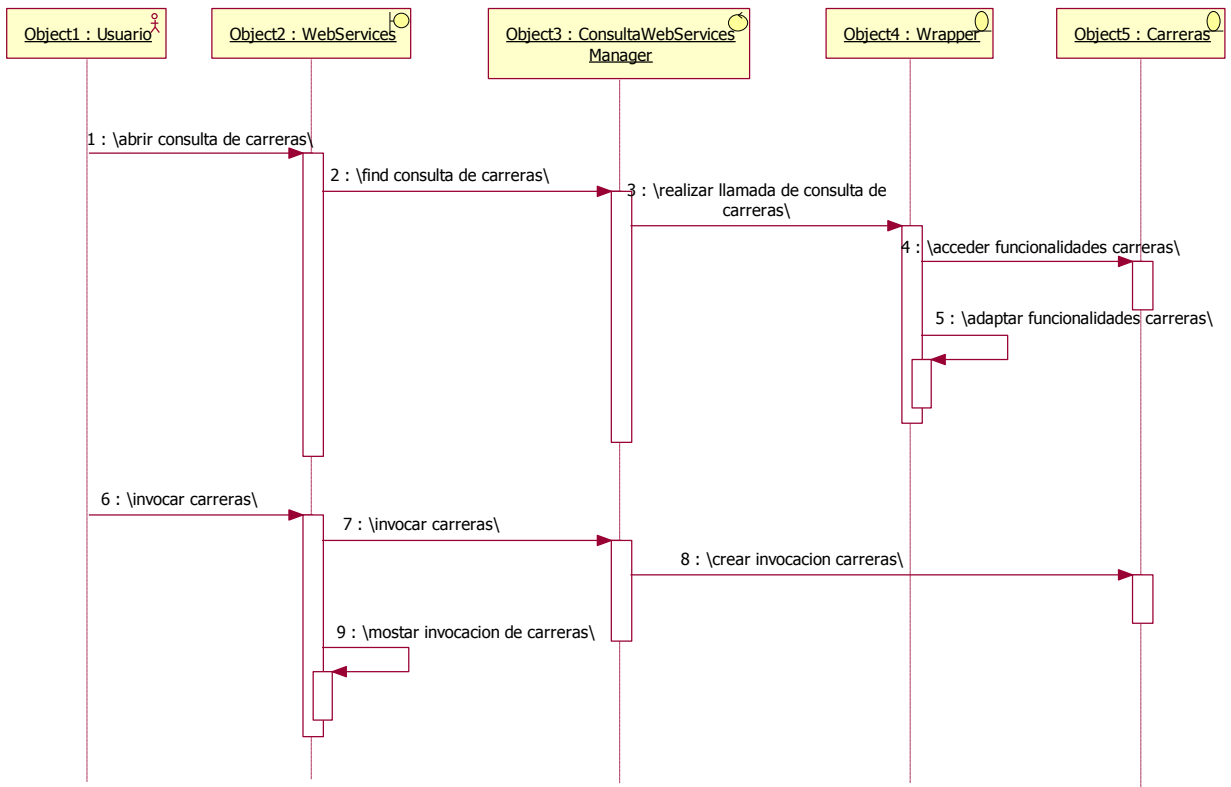 Object1 : Usuario
Object2 : WebServices
Object3 : ConsultaWebServices
Manager
Object4 : Wrapper
Object5 : Carreras
1 : \abrir consulta de carreras\
2 : \find consulta de carreras\
3 : \realizar llamada de consulta de
carreras\
4 : \acceder funcionalidades carreras\
5 : \adaptar funcionalidades carreras\
6 : \invocar carreras\
7 : \invocar carreras\
8 : \crear invocacion carreras\
9 : \mostar invocacion de carreras\